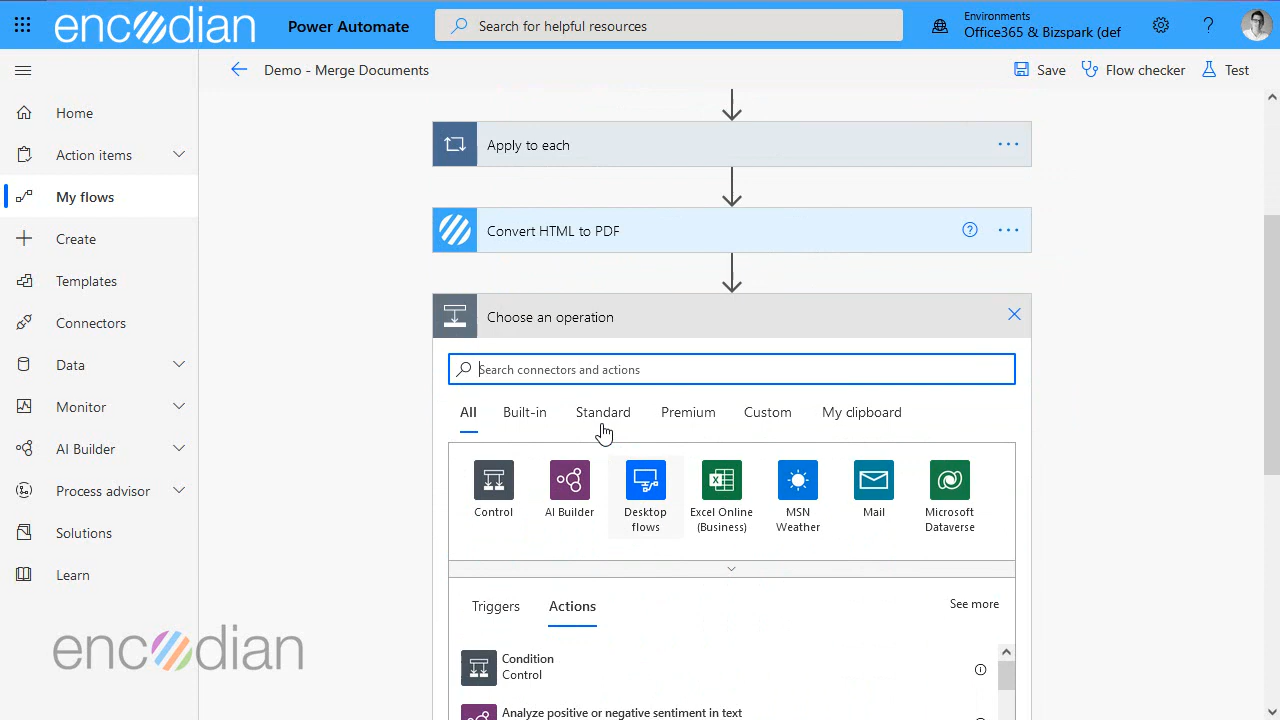 encodian
Power Automate
Search for helpful resources
Environments
Office365 & Bizspark (def
?
Demo - Merge Documents
Save
Flow checker
Test
Home
Action items
My flows
Create
Templates
Connectors
Data
Monitor
AI Builder
Process advisor
Solutions
Learn
Apply to each
Convert HTML to PDF
?
Choose an operation
Search connectors and actions
All
Built-in
Standard
Premium
Custom
My clipboard
Control
AI Builder
Desktop
flows
Excel Online
(Business)
MSN
Weather
Mail
Microsoft
Dataverse
Triggers
Actions
See more
Condition
Control
Analyze positive or negative sentiment in text
encodian